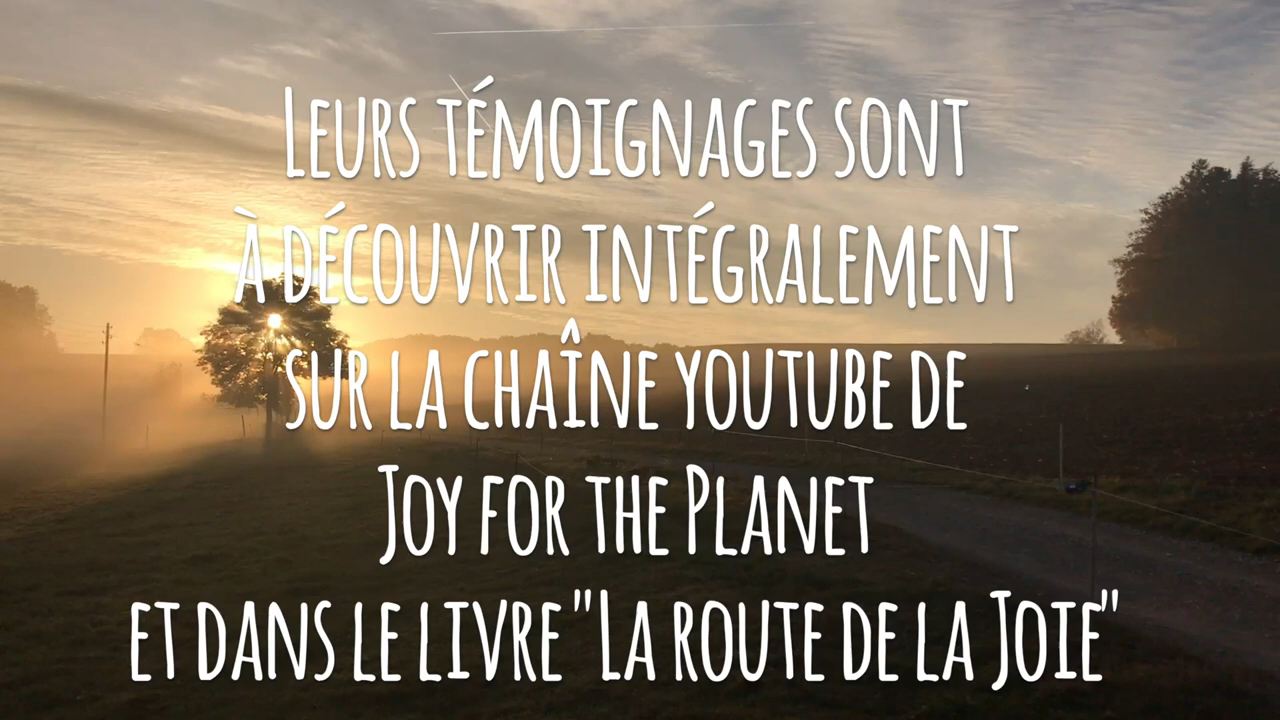 Leurs témoignages sont
à découvrir intégralement
sur la chaîne youtube de
Joy for the Planet
et dans le livre "La route de la Joie"